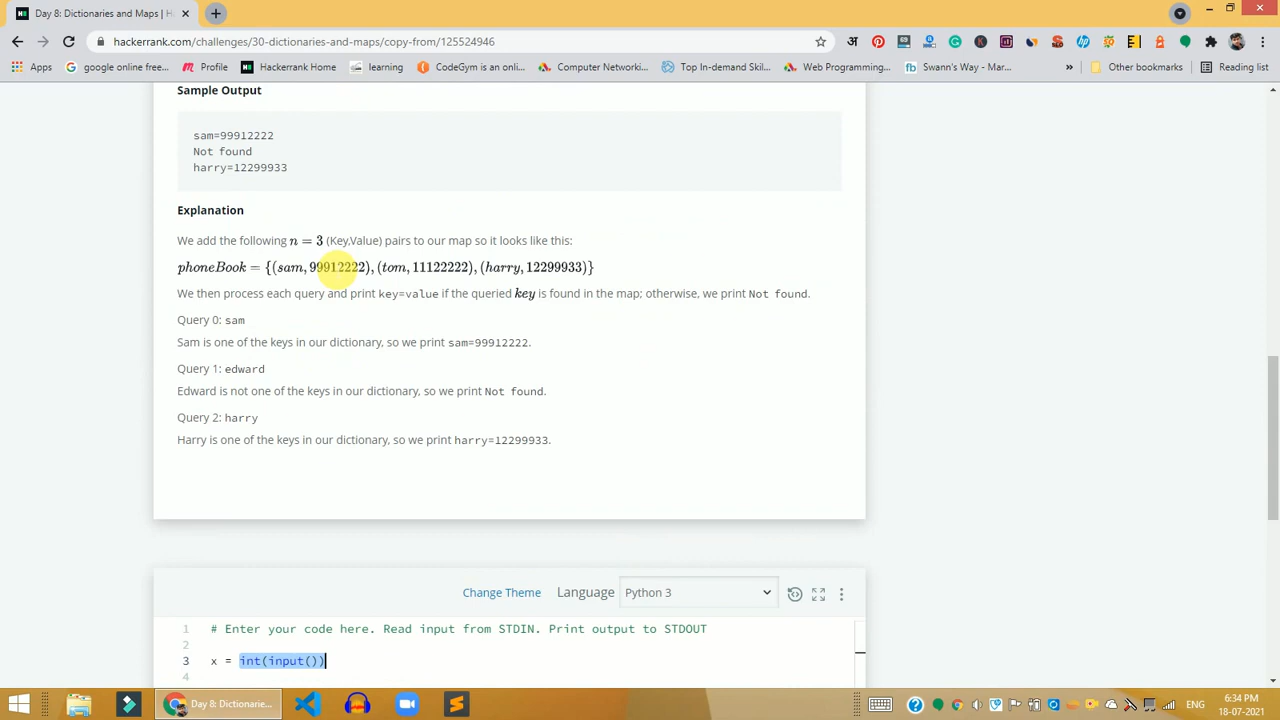 Day 8: Dictionaries and Maps | H
hackerrank.com/challenges/30-dictionaries-and-maps/copy-from/125524946
Apps
google online free...
Profile
Hackerrank Home
learning
CodeGym is an onli...
Computer Networki...
Top In-demand Skil...
Web Programming...
Swann's Way - Mar...
»
Other bookmarks
Reading list
Sample Output
sam=99912222
Not found
harry=12299933
Explanation
We add the following n = 3 (Key,Value) pairs to our map so it looks like this:
phoneBook = {(sam, 99912222), (tom, 11122222), (harry, 12299933)}
We then process each query and print key=value if the queried key is found in the map; otherwise, we print Not found.
Query 0: sam
Sam is one of the keys in our dictionary, so we print sam=99912222.
Query 1: edward
Edward is not one of the keys in our dictionary, so we print Not found.
Query 2: harry
Harry is one of the keys in our dictionary, so we print harry=12299933.
Change Theme Language Python 3
1 # Enter your code here. Read input from STDIN. Print output to STDOUT
2
3 x = int(input())
4
Day 8: Dictionarie...
ENG
6:34 PM
18-07-2021